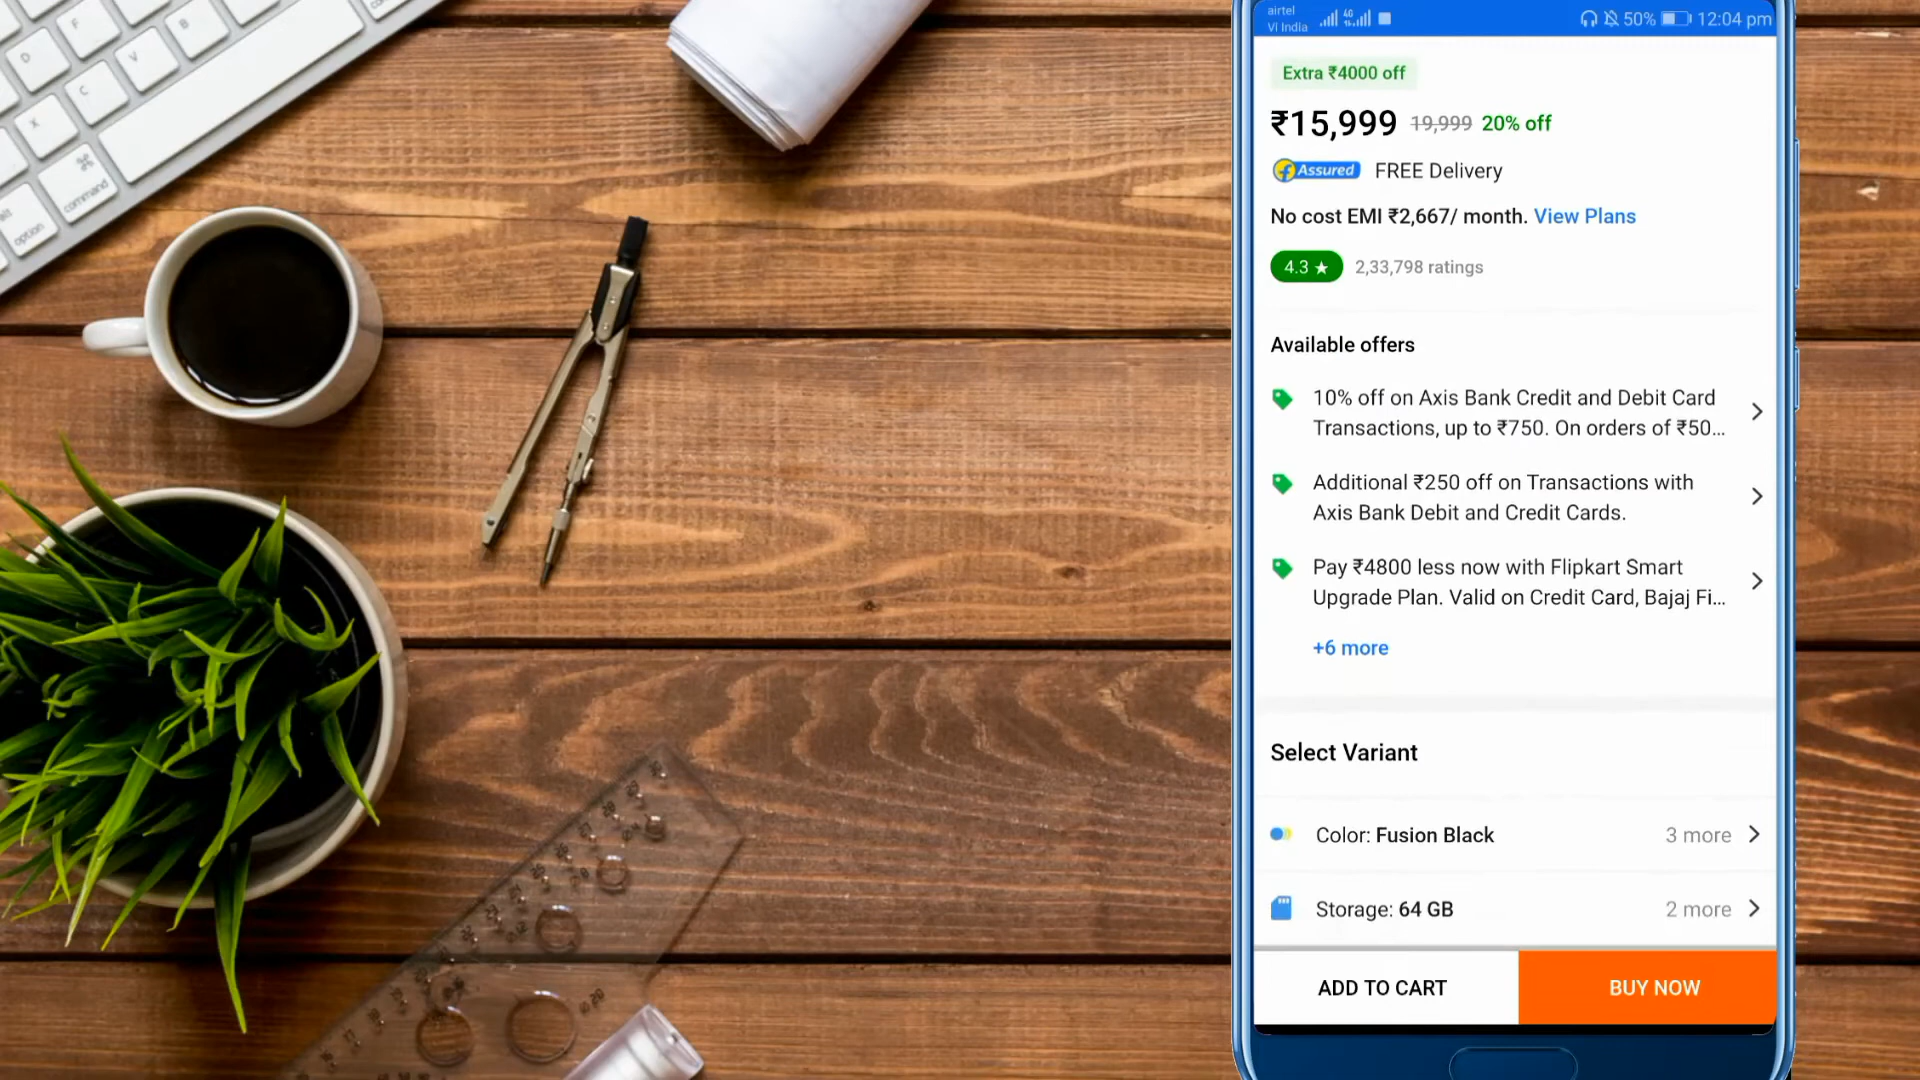 airtel
Vi India
4G
50%
12:04 pm
Extra ₹4000 off
₹15,999 19,999 20% off
Assured FREE Delivery
No cost EMI ₹2,667/ month. View Plans
4.3 ★ 2,33,798 ratings
Available offers
10% off on Axis Bank Credit and Debit Card
Transactions, up to ₹750. On orders of ₹50...
Additional ₹250 off on Transactions with
Axis Bank Debit and Credit Cards.
Pay ₹4800 less now with Flipkart Smart
Upgrade Plan. Valid on Credit Card, Bajaj Fi...
+6 more
Select Variant
Color: Fusion Black 3 more
Storage: 64 GB 2 more
ADD TO CART BUY NOW
D
F
V
B
C
X
⌘
command
alt
option